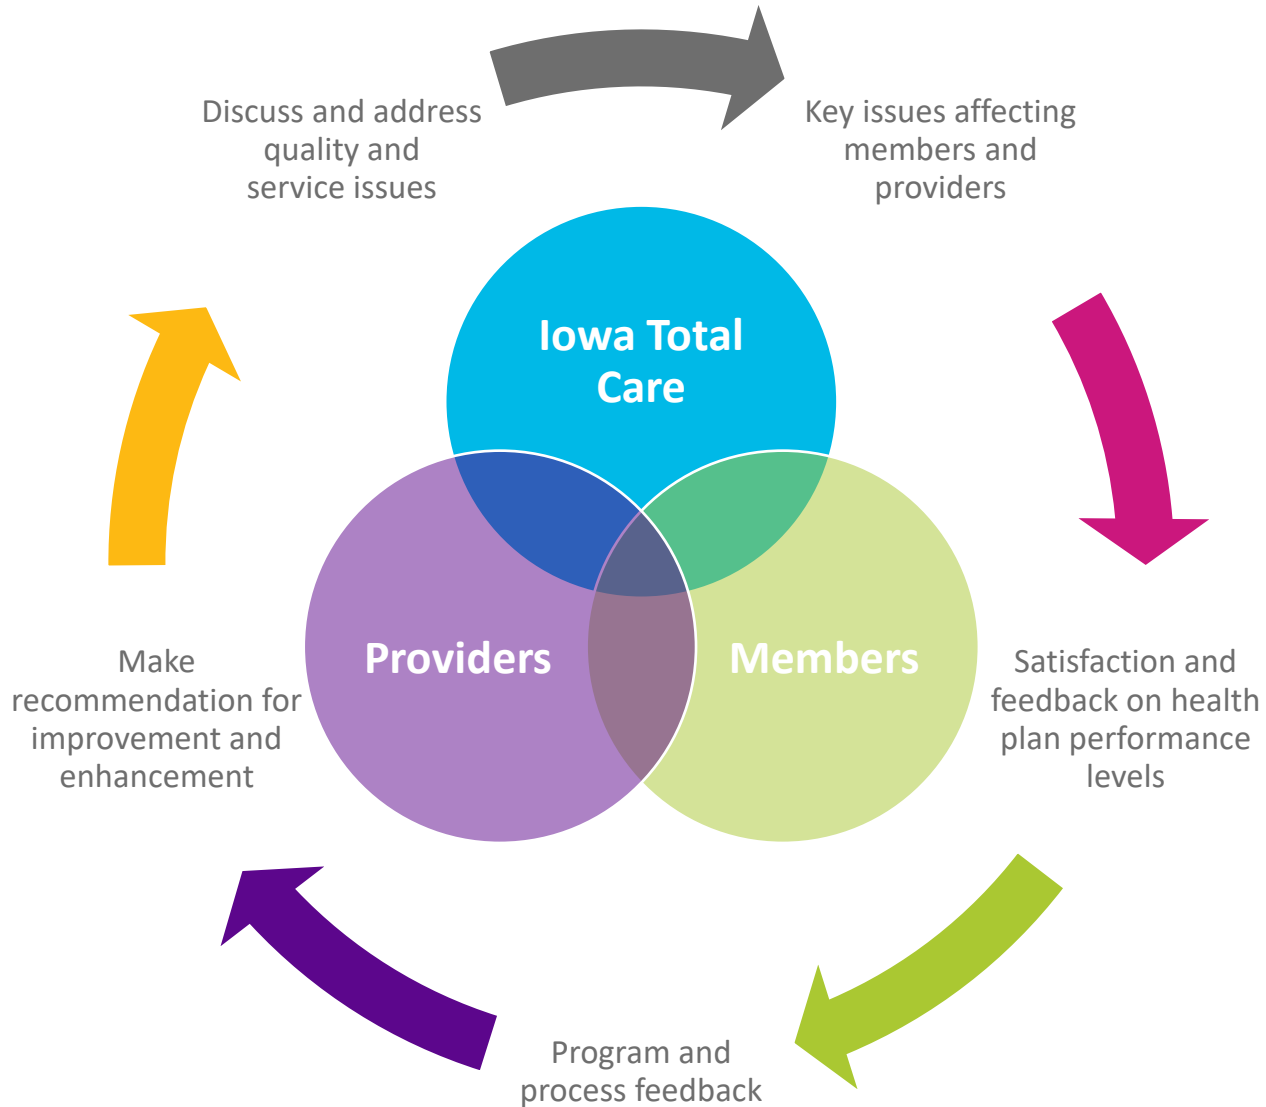 Discuss and address
quality and
service issues
Key issues affecting
members and
providers
Iowa Total
Care
Providers
Members
Make
recommendation for
improvement and
enhancement
Satisfaction and
feedback on health
plan performance
levels
Program and
process feedback